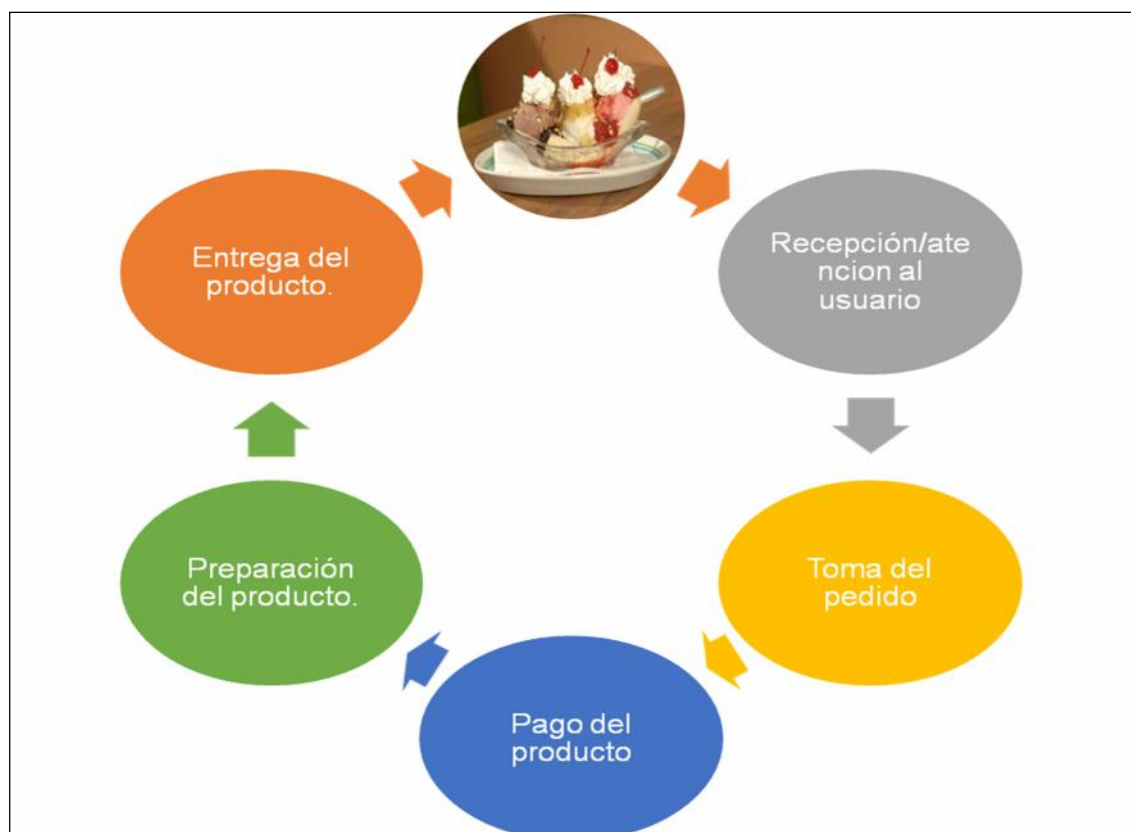 Recepción/ate
ncion al
usuario
Toma del
pedido
Pago del
producto
Preparación
del producto.
Entrega del
producto.